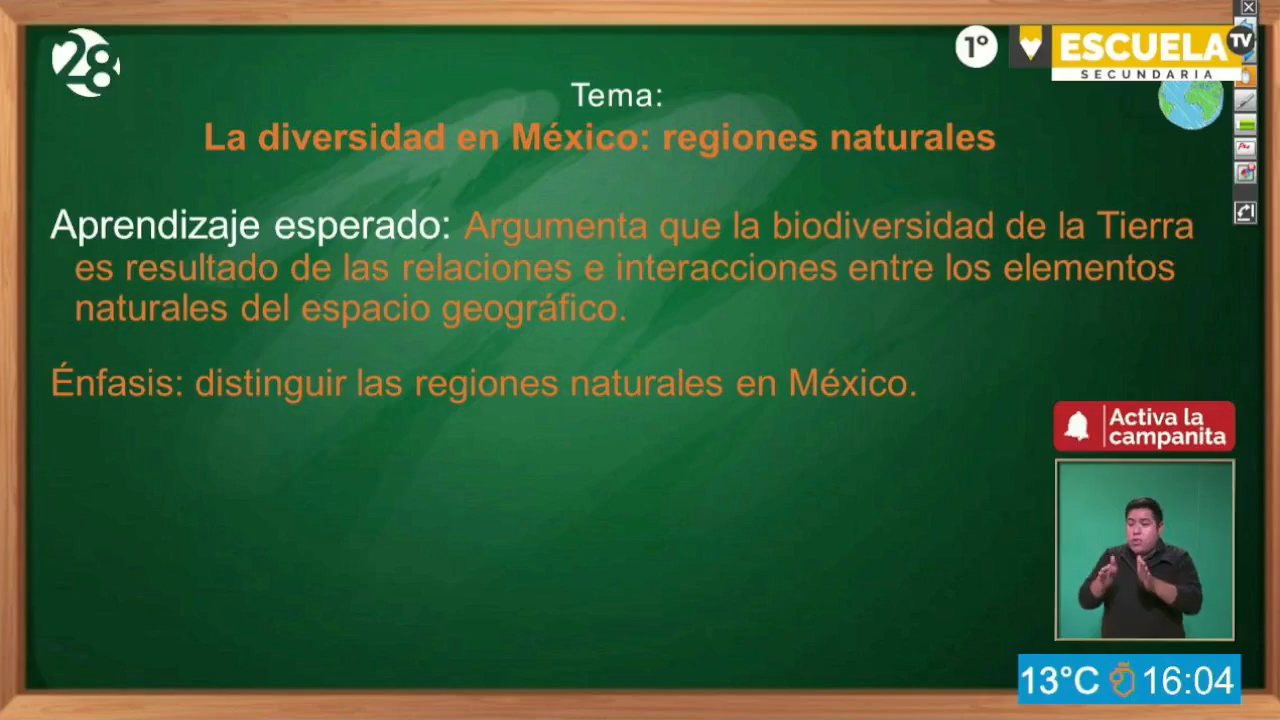 28
1°
ESCUELA TV
SECUNDARIA
Tema:
La diversidad en México: regiones naturales
Aprendizaje esperado: Argumenta que la biodiversidad de la Tierra
es resultado de las relaciones e interacciones entre los elementos
naturales del espacio geográfico.
Énfasis: distinguir las regiones naturales en México.
Activa la
campanita
13°C 16:04